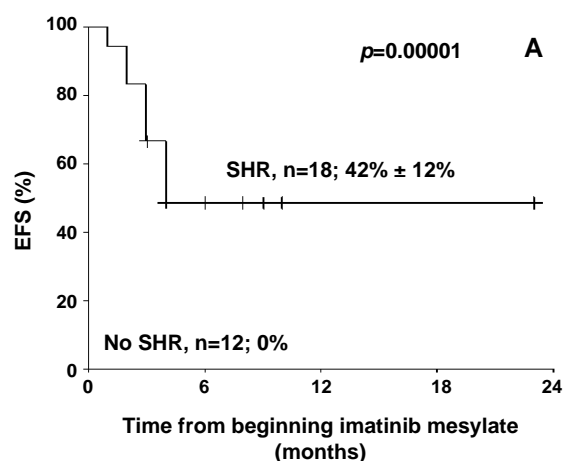 100
p=0.00001 A
80
60
SHR, n=18; 42% ± 12%
EFS (%)
40
20
No SHR, n=12; 0%
0
0 6 12 18 24
Time from beginning imatinib mesylate
(months)